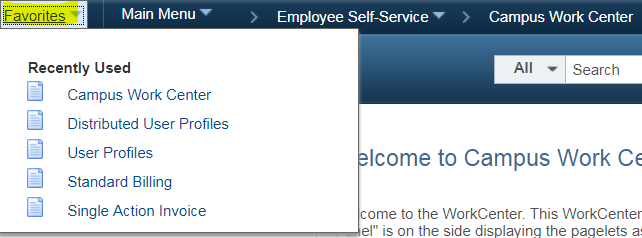 Favorites Main Menu Employee Self-Service Campus Work Center
All Search
Recently Used
Campus Work Center
Distributed User Profiles
User Profiles
Standard Billing
Single Action Invoice
elcome to Campus Work Ce
come to the WorkCenter. This WorkCenter
nel" is on the side displaying the pagelets as